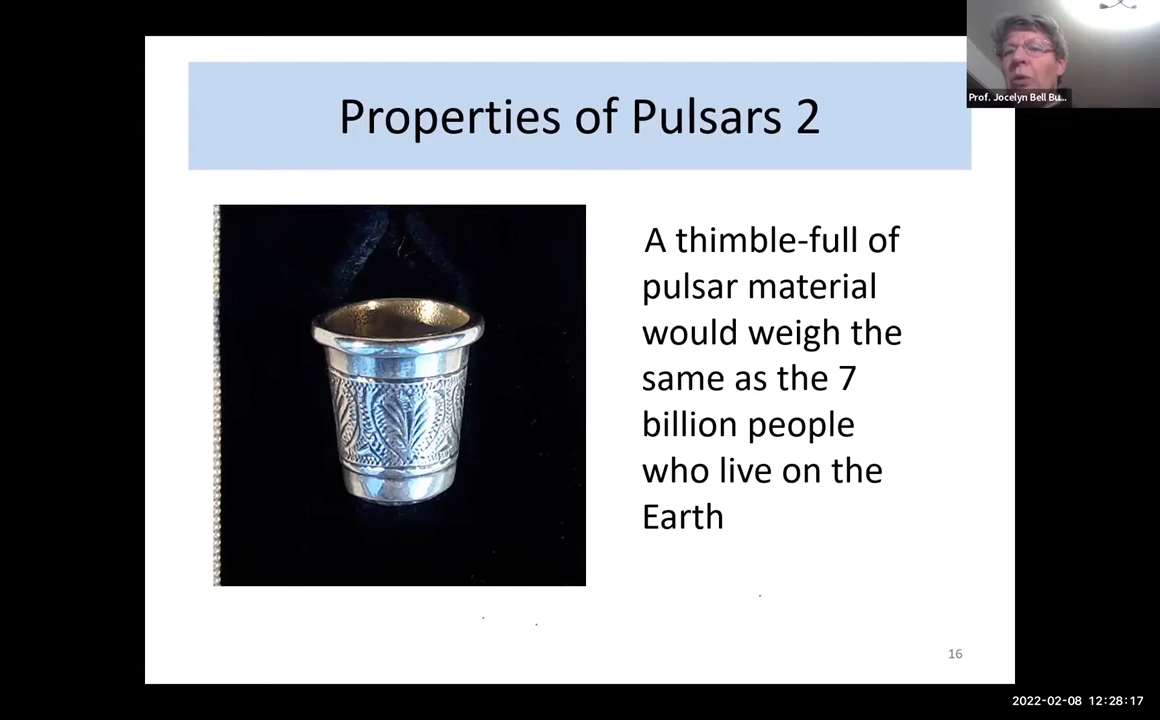 Properties of Pulsars 2
Prof. Jocelyn Bell Bu...
A thimble-full of
pulsar material
would weigh the
same as the 7
billion people
who live on the
Earth
16
2022-02-08 12:28:17